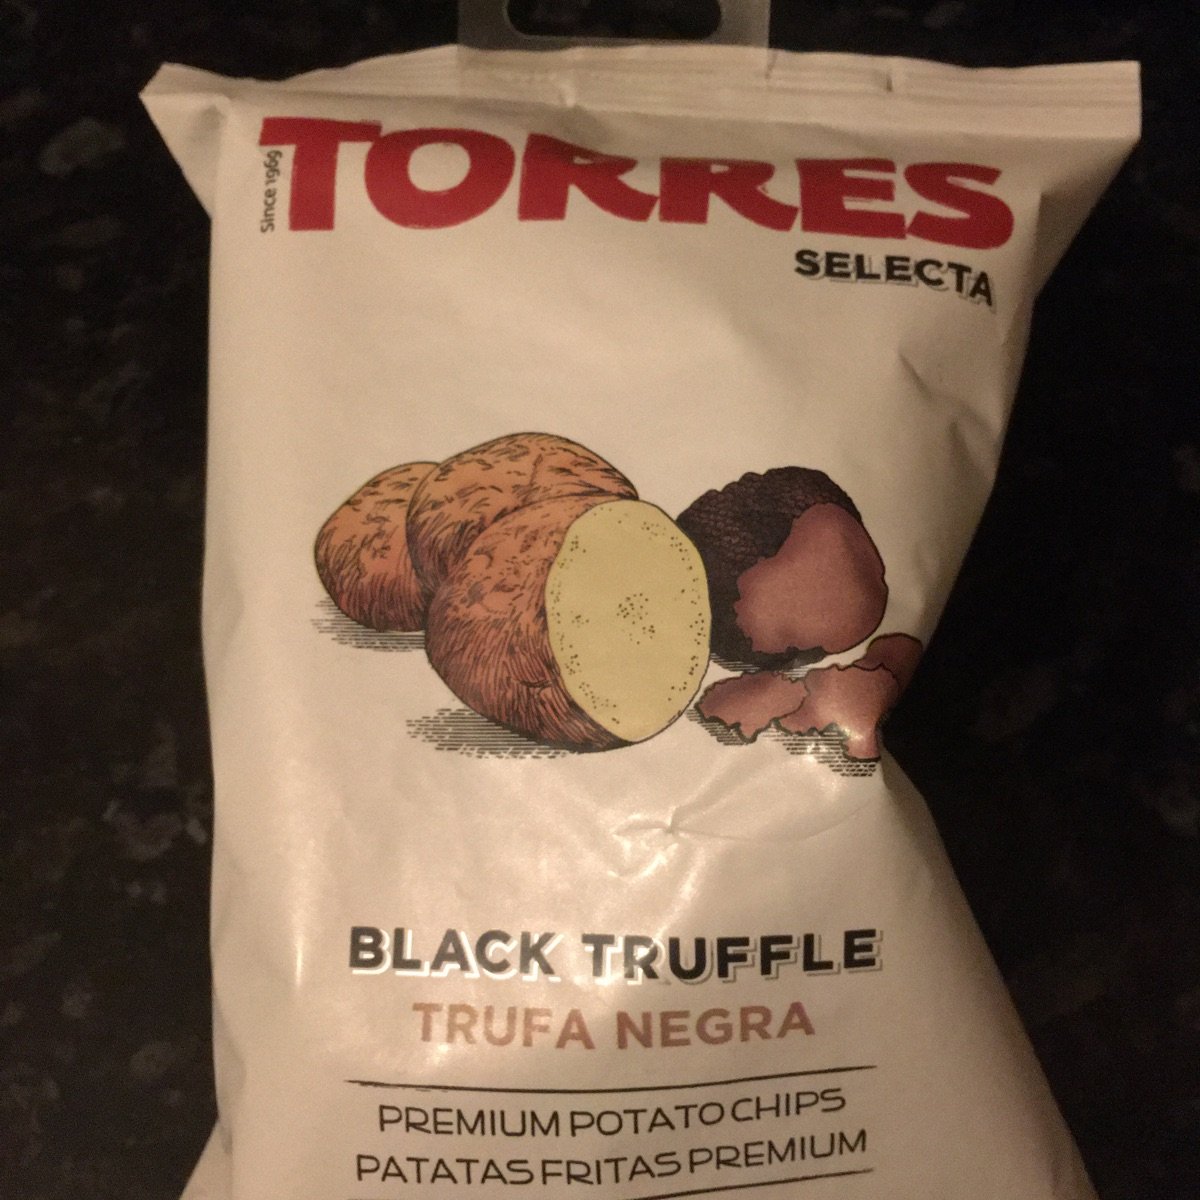 Since 1969
TORRES
SELECTA
BLACK TRUFFLE
TRUFA NEGRA
PREMIUM POTATO CHIPS
PATATAS FRITAS PREMIUM